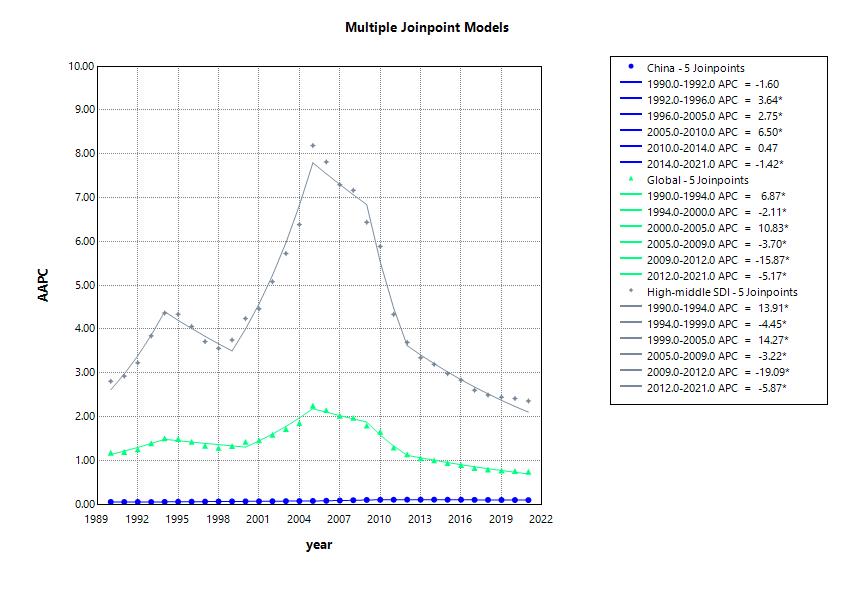 Multiple Joinpoint Models
10.00
9.00
8.00
7.00
6.00
5.00
4.00
3.00
2.00
1.00
0.00
AAPC
1989 1992 1995 1998 2001 2004 2007 2010 2013 2016 2019 2022
year
China - 5 Joinpoints
1990.0-1992.0 APC = -1.60
1992.0-1996.0 APC = 3.64*
1996.0-2005.0 APC = 2.75*
2005.0-2010.0 APC = 6.50*
2010.0-2014.0 APC = 0.47
2014.0-2021.0 APC = -1.42*
Global - 5 Joinpoints
1990.0-1994.0 APC = 6.87*
1994.0-2000.0 APC = -2.11*
2000.0-2005.0 APC = 10.83*
2005.0-2009.0 APC = -3.70*
2009.0-2012.0 APC = -15.87*
2012.0-2021.0 APC = -5.17*
High-middle SDI - 5 Joinpoints
1990.0-1994.0 APC = 13.91*
1994.0-1999.0 APC = -4.45*
1999.0-2005.0 APC = 14.27*
2005.0-2009.0 APC = -3.22*
2009.0-2012.0 APC = -19.09*
2012.0-2021.0 APC = -5.87*